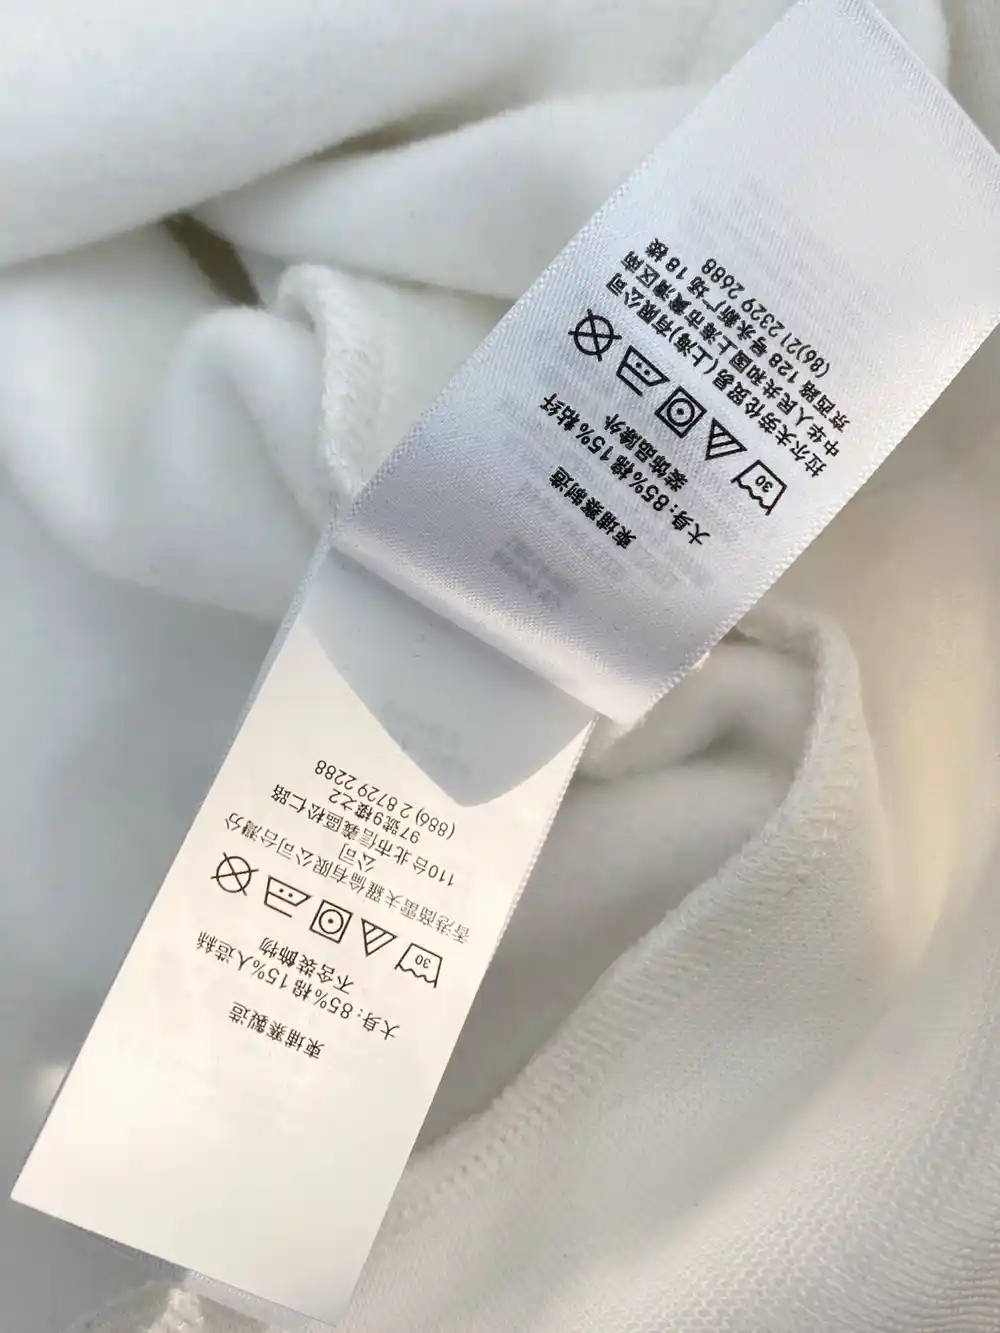 柬埔寨制造
大身:85%棉 15%粘纤
装饰品除外
30
拉尔夫劳伦贸易(上海)有限公司
中华人民共和国上海市黄浦区南
京西路 128 号永新广场 18 楼
(86)21 2329 2688
柬埔寨製造
大身:85%棉 15%人造絲
不含裝飾物
30
香港商雷夫羅倫有限公司台灣分
公司
110台北市信義區松仁路
97號9樓之2
(886) 2 8729 2288